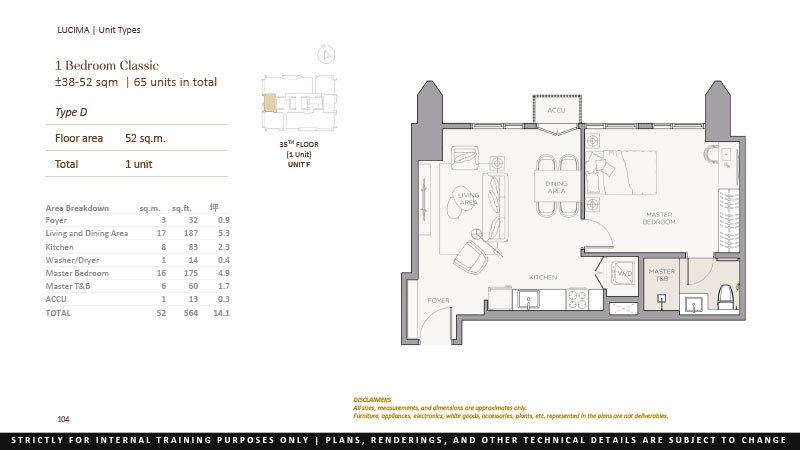 LUCIMA | Unit Types
1 Bedroom Classic
±38-52 sqm | 65 units in total
Type D
Floor area 52 sq.m.
Total 1 unit
35TH FLOOR
(1 Unit)
UNIT F
Area Breakdown sq.m. sq.ft. 坪
Foyer 3 32 0.9
Living and Dining Area 17 187 5.3
Kitchen 8 83 2.3
Washer/Dryer 1 14 0.4
Master Bedroom 16 175 4.9
Master T&B 6 60 1.7
ACCU 1 13 0.3
TOTAL 52 564 14.1
ACCU
LIVING
AREA
DINING
AREA
MASTER
BEDROOM
KITCHEN
W/D
MASTER
T&B
FOYER
DISCLAIMERS
All sizes, measurements, and dimensions are approximates only.
Furniture, appliances, electronics, white goods, accessories, plants, etc. represented in the plans are not deliverables.
104
STRICTLY FOR INTERNAL TRAINING PURPOSES ONLY | PLANS, RENDERINGS, AND OTHER TECHNICAL DETAILS ARE SUBJECT TO CHANGE